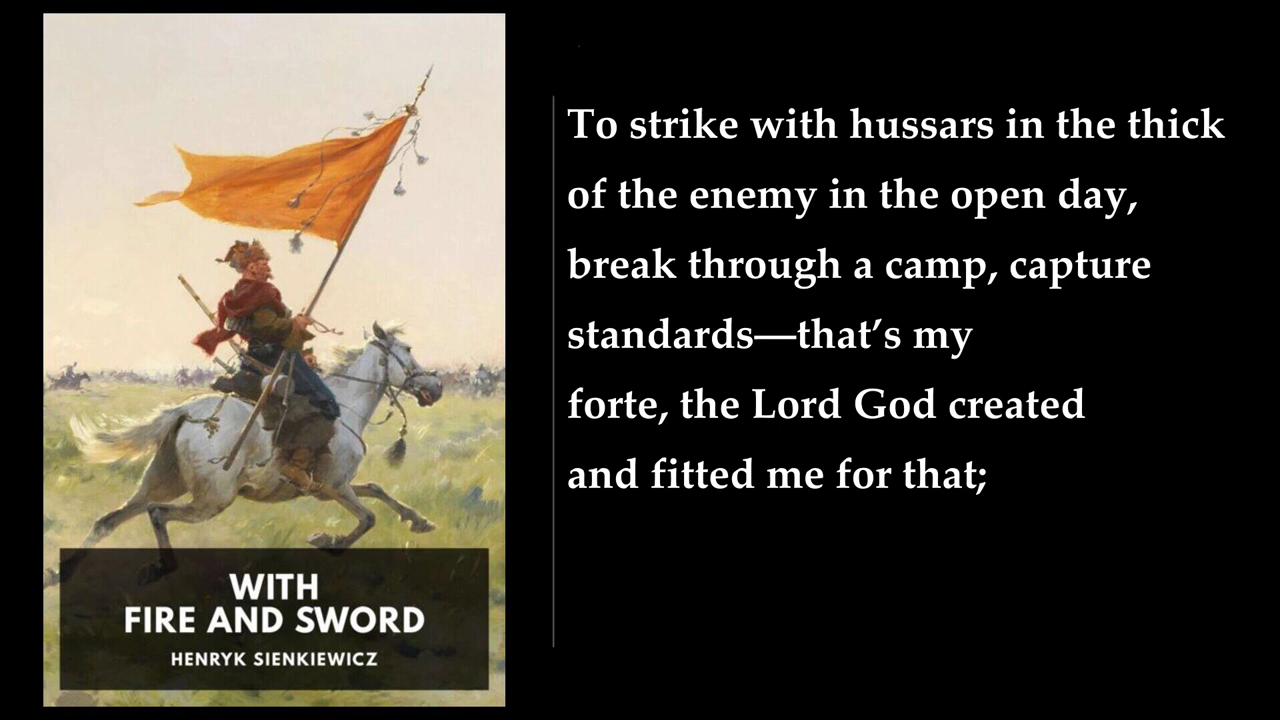 To strike with hussars in the thick
of the enemy in the open day,
break through a camp, capture
standards—that’s my
forte, the Lord God created
and fitted me for that;
WITH
FIRE AND SWORD
HENRYK SIENKIEWICZ